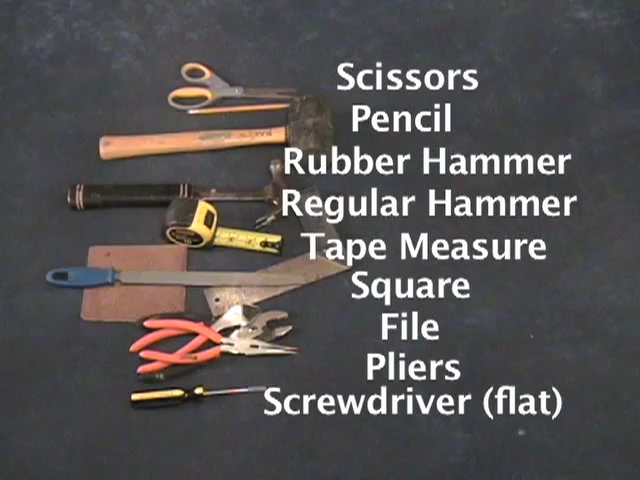 Scissors
Pencil
Rubber Hammer
Regular Hammer
Tape Measure
Square
File
Pliers
Screwdriver (flat)